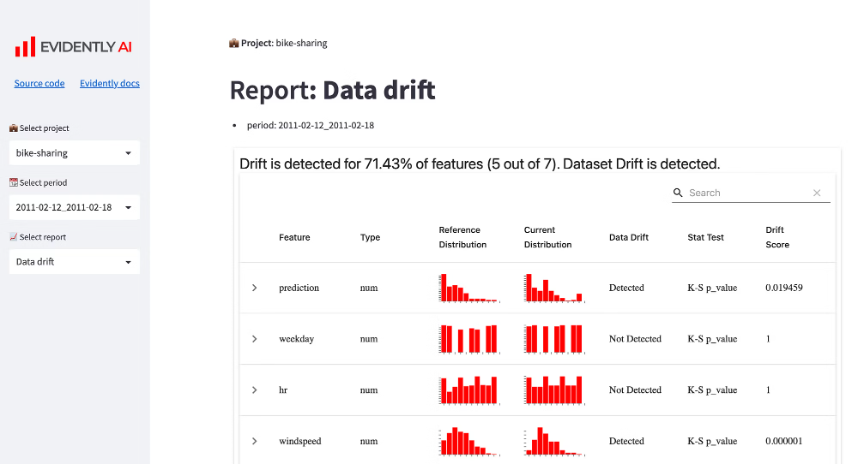 EVIDENTLY AI
Source code Evidently docs
Select project
bike-sharing
Select period
2011-02-12_2011-02-18
Select report
Data drift
Project: bike-sharing
Report: Data drift
period: 2011-02-12_2011-02-18
Drift is detected for 71.43% of features (5 out of 7). Dataset Drift is detected.
Search
Feature Type Reference Distribution Current Distribution Data Drift Stat Test Drift Score
prediction num Detected K-S p_value 0.019459
weekday num Not Detected K-S p_value 1
hr num Not Detected K-S p_value 1
windspeed num Detected K-S p_value 0.000001